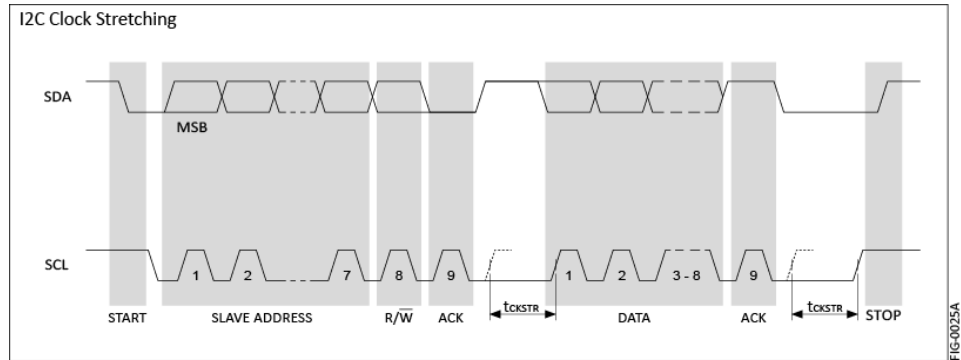 I2C Clock Stretching
SDA
MSB
SCL
1 2 7 8 9 1 2 3 - 8 9
START SLAVE ADDRESS R/W̅ ACK tCKSTR DATA ACK tCKSTR STOP
FIG-0025A